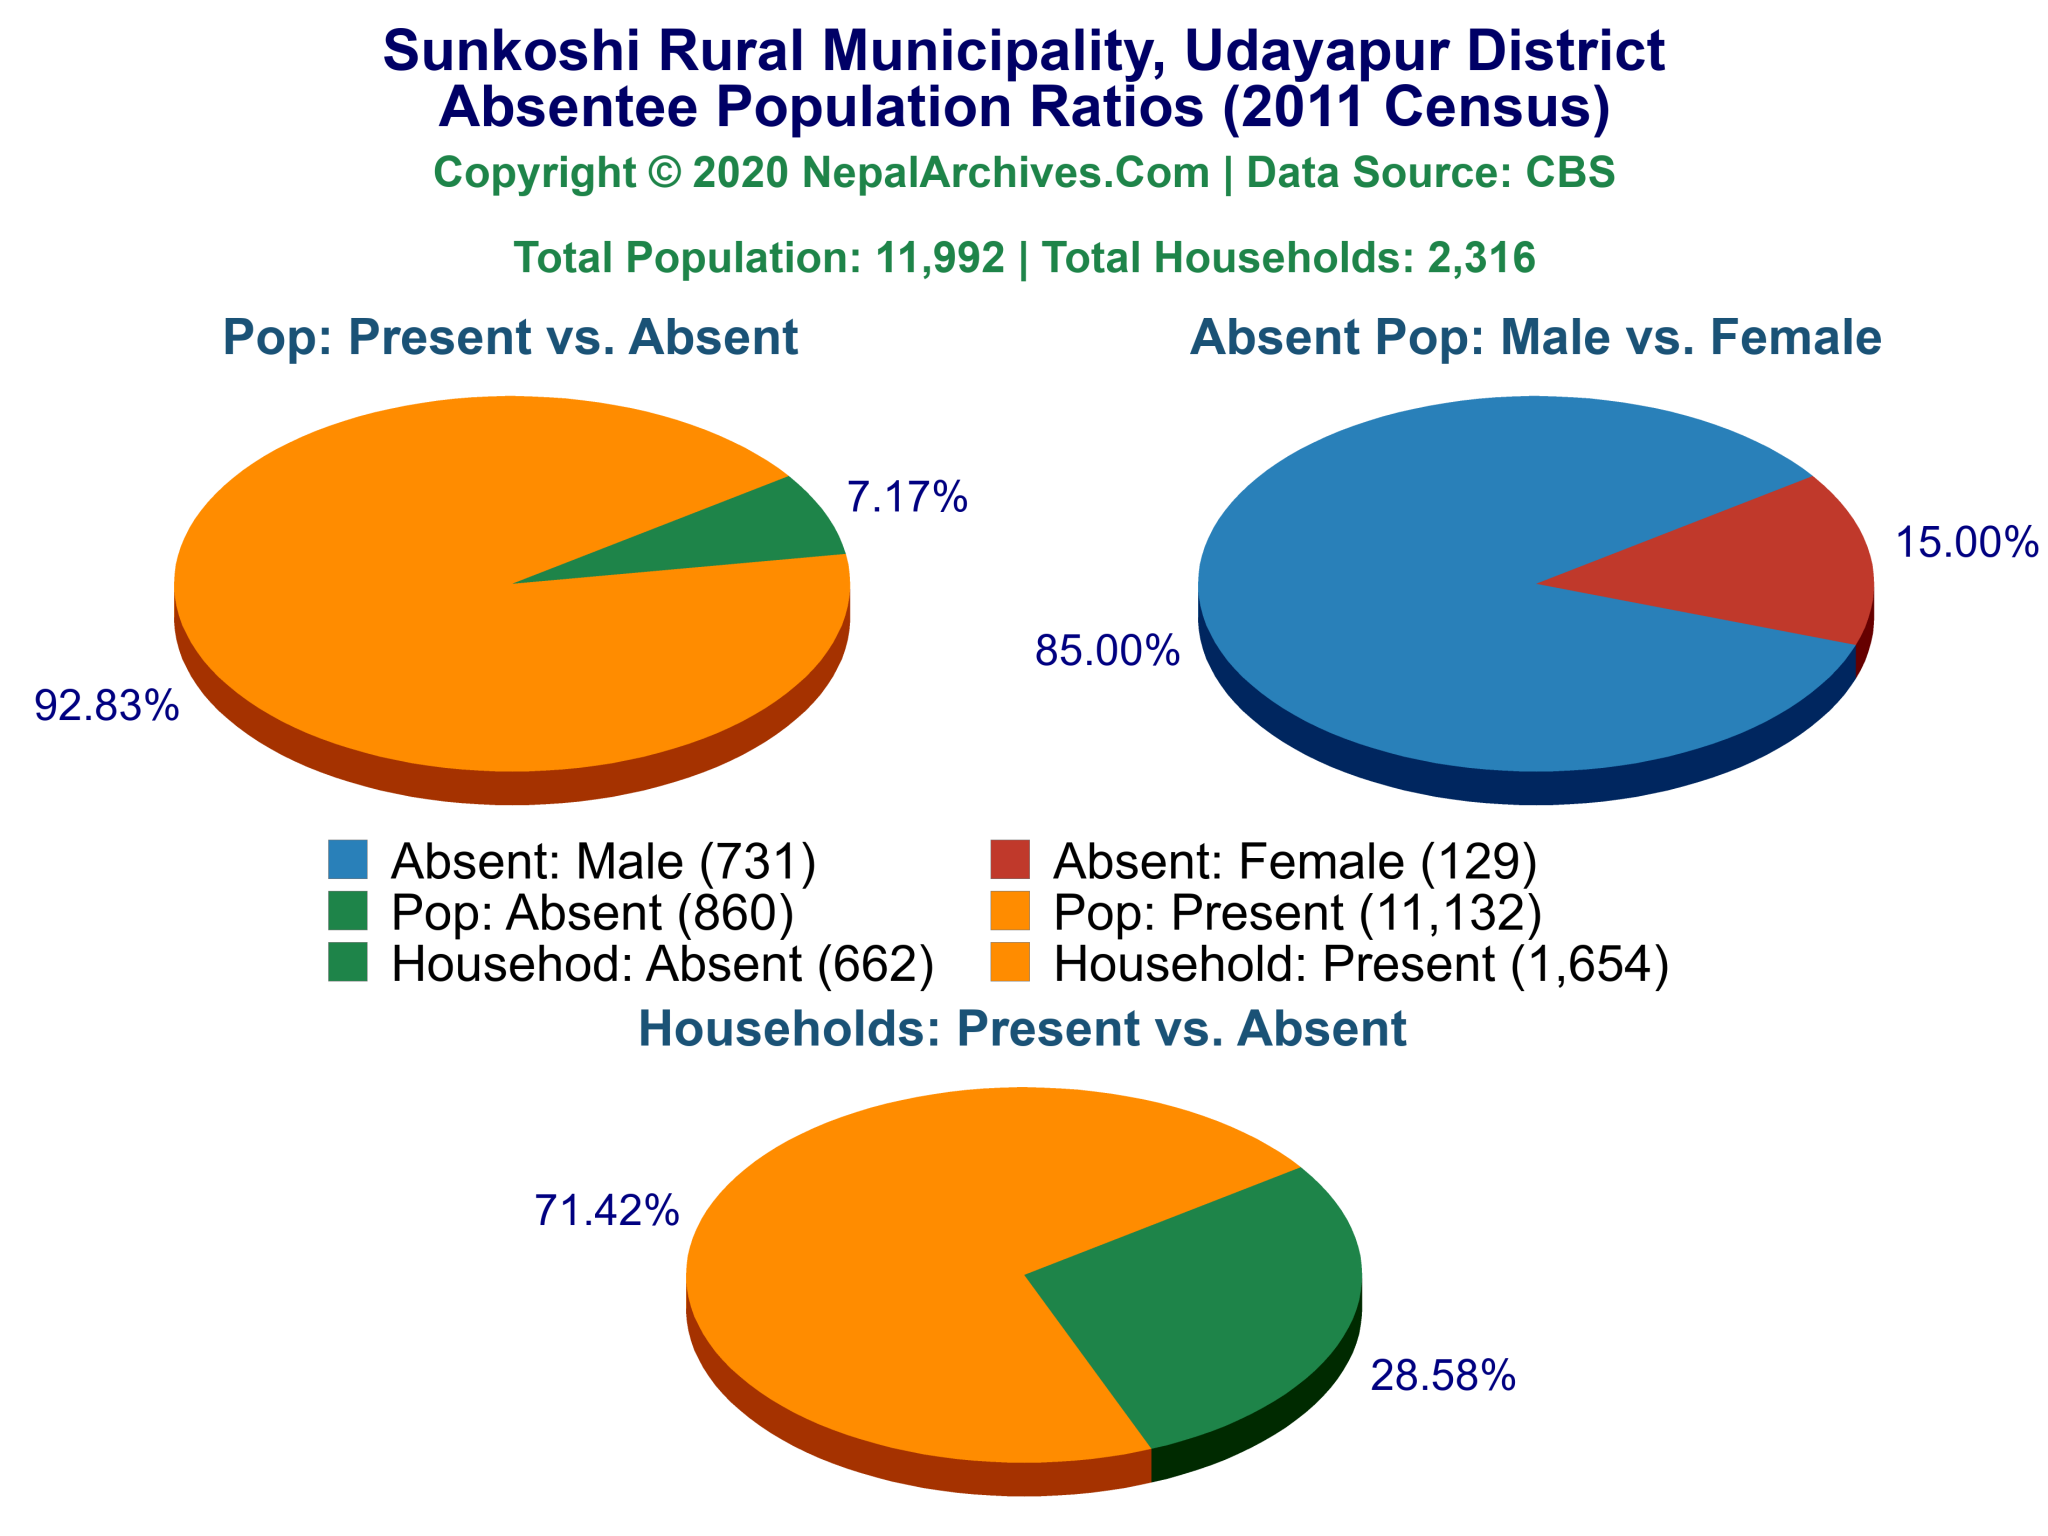 Sunkoshi Rural Municipality, Udayapur District
Absentee Population Ratios (2011 Census)
Copyright © 2020 NepalArchives.Com | Data Source: CBS
Total Population: 11,992 | Total Households: 2,316
Pop: Present vs. Absent
7.17%
92.83%
Absent Pop: Male vs. Female
15.00%
85.00%
Absent: Male (731)
Absent: Female (129)
Pop: Absent (860)
Pop: Present (11,132)
Househod: Absent (662)
Household: Present (1,654)
Households: Present vs. Absent
71.42%
28.58%